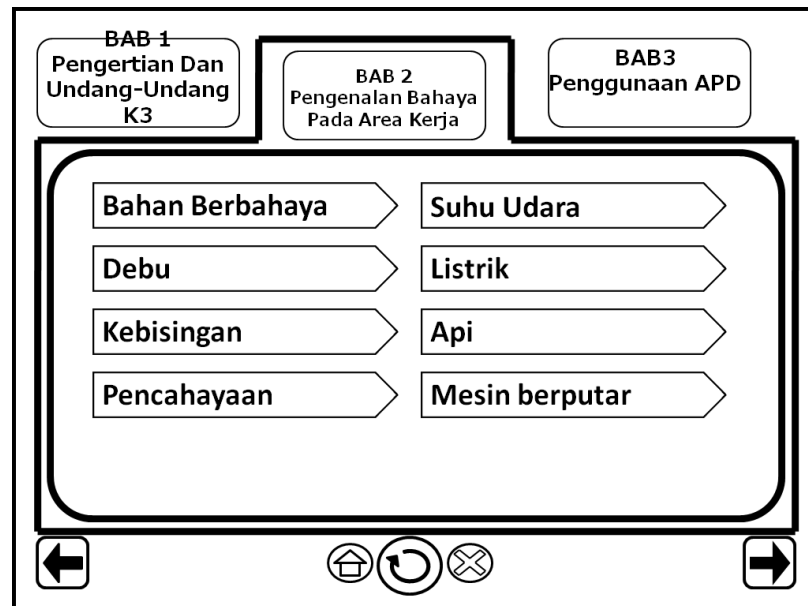 BAB 1
Pengertian Dan
Undang-Undang
K3
BAB 2
Pengenalan Bahaya
Pada Area Kerja
BAB3
Penggunaan APD
Bahan Berbahaya
Suhu Udara
Debu
Listrik
Kebisingan
Api
Pencahayaan
Mesin berputar